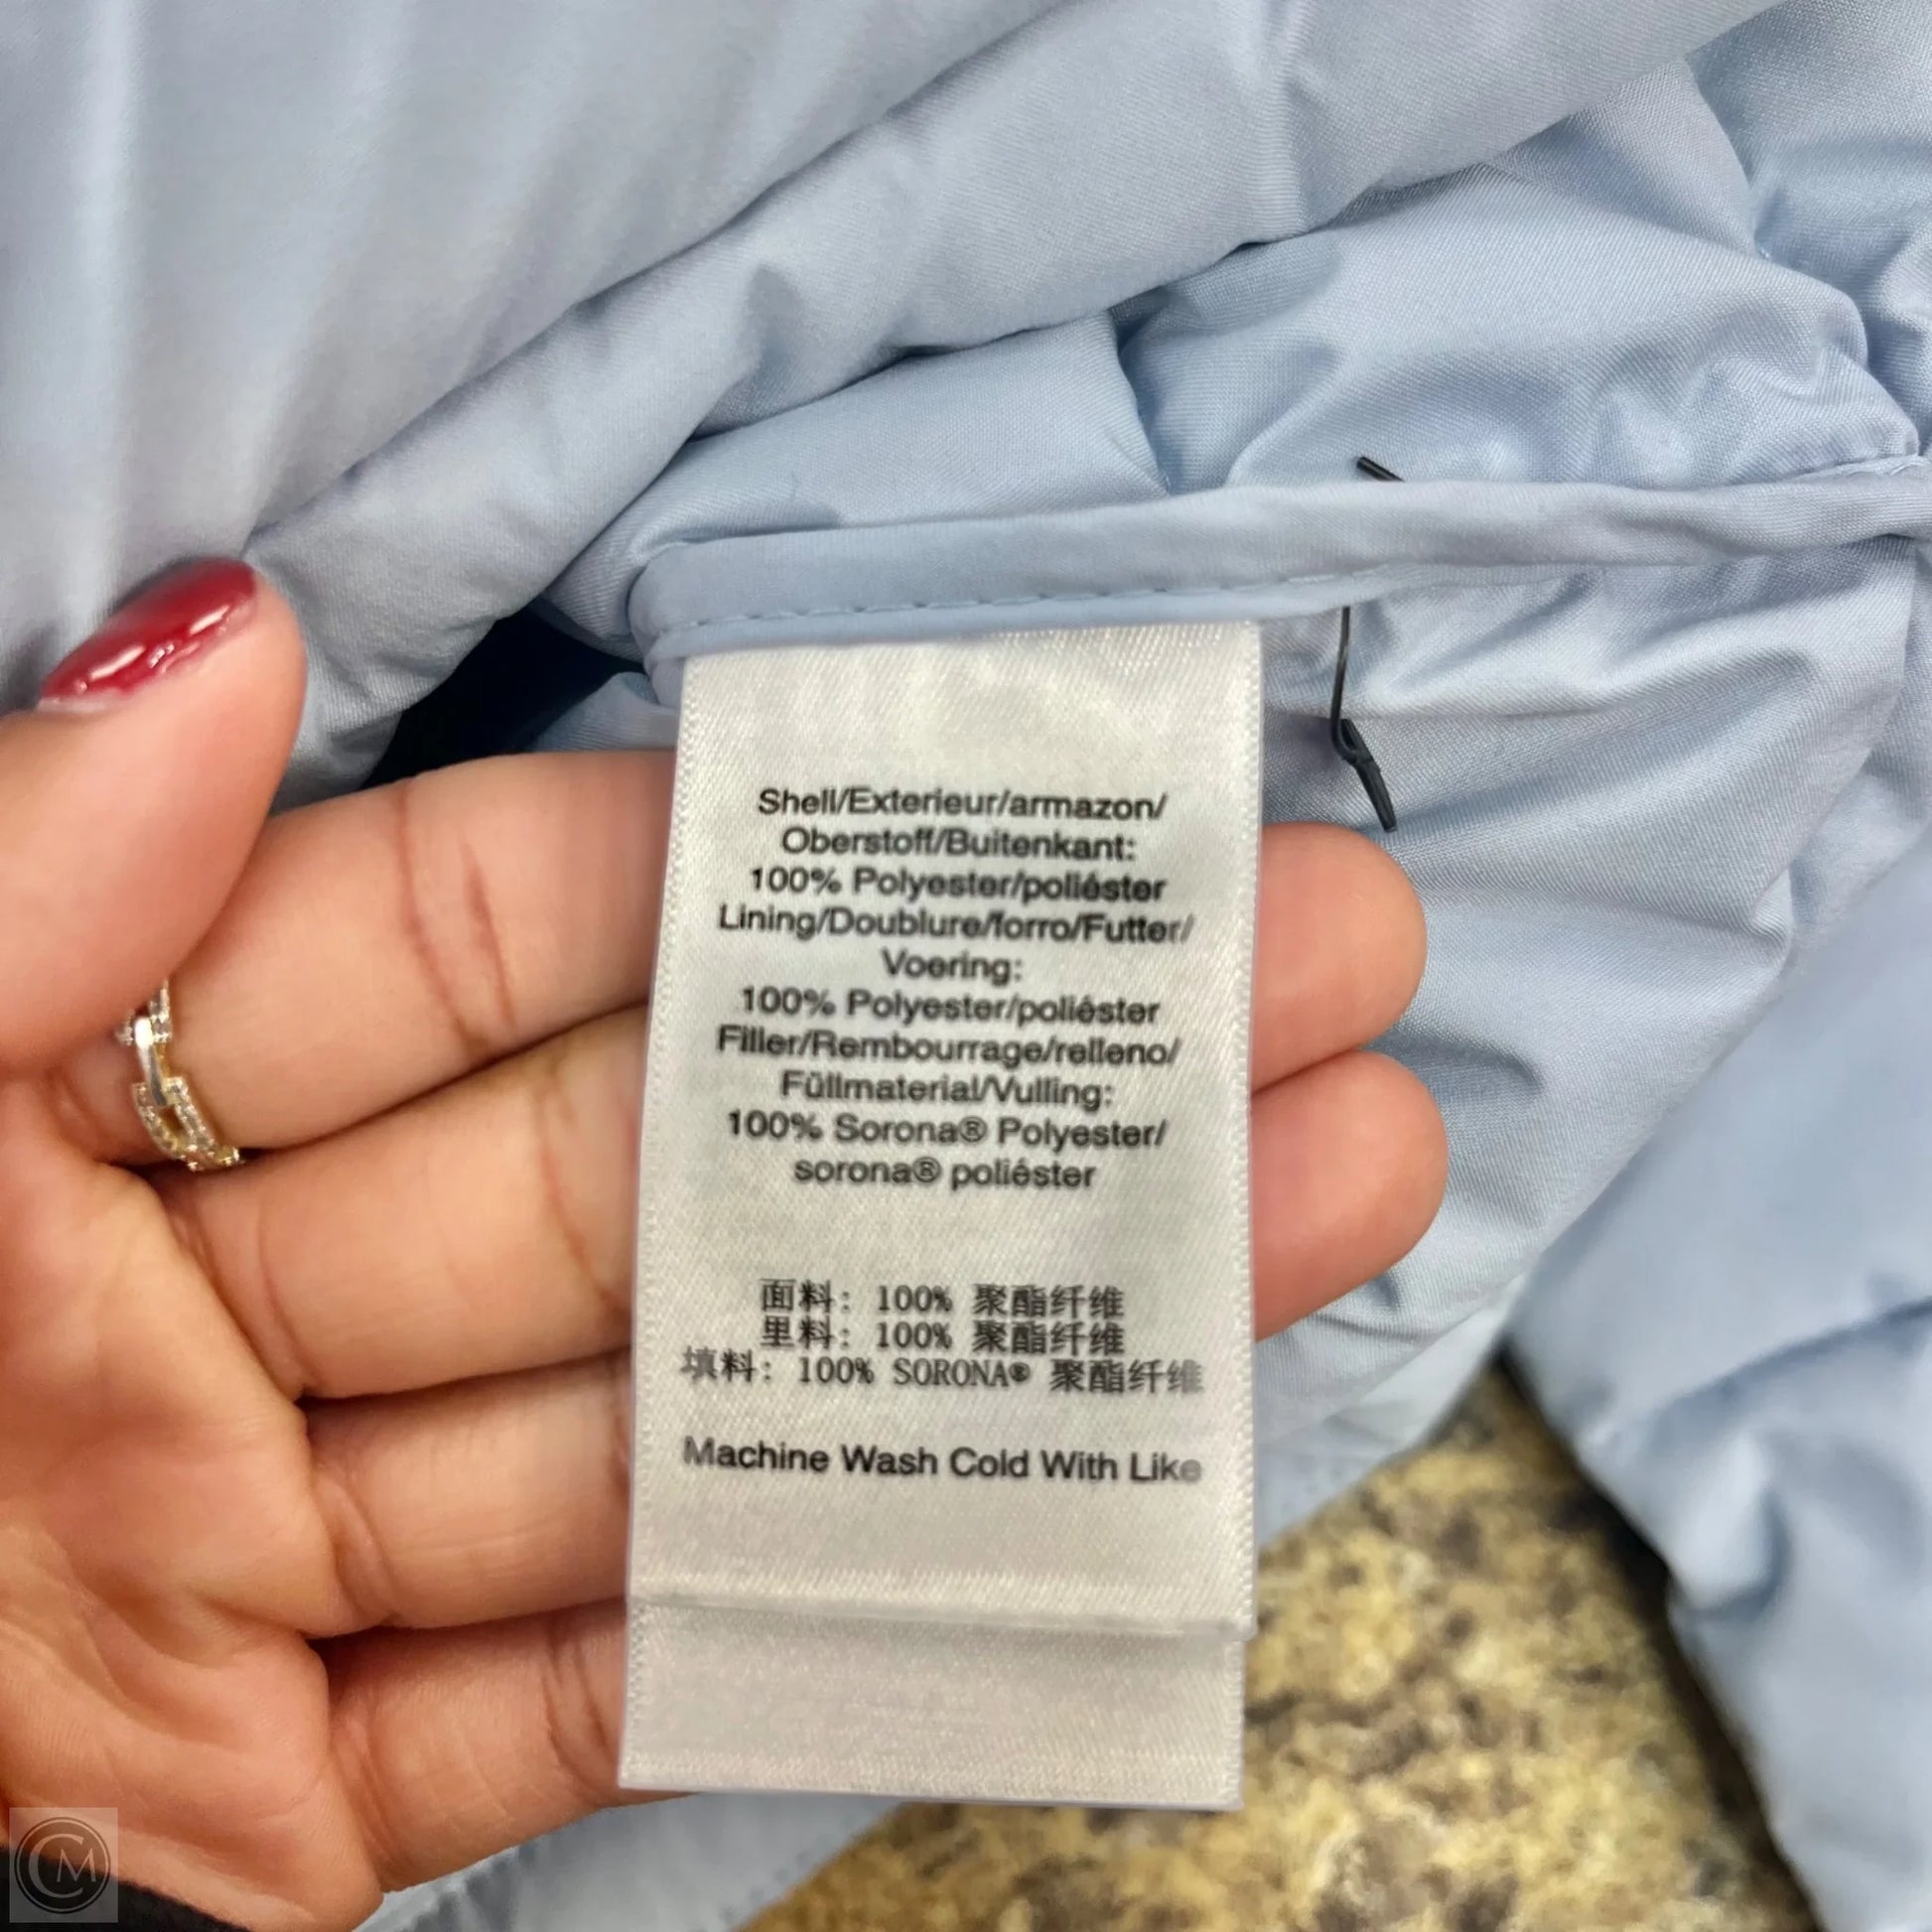 Shell/Exterieur/armazon/
Oberstoff/Buitenkant:
100% Polyester/poliéster
Lining/Doublure/forro/Futter/
Voering:
100% Polyester/poliéster
Filler/Rembourrage/relleno/
Füllmaterial/Vulling:
100% Sorona® Polyester/
sorona® poliéster
面料: 100% 聚酯纤维
里料: 100% 聚酯纤维
填料: 100% SORONA® 聚酯纤维
Machine Wash Cold With Like
CM